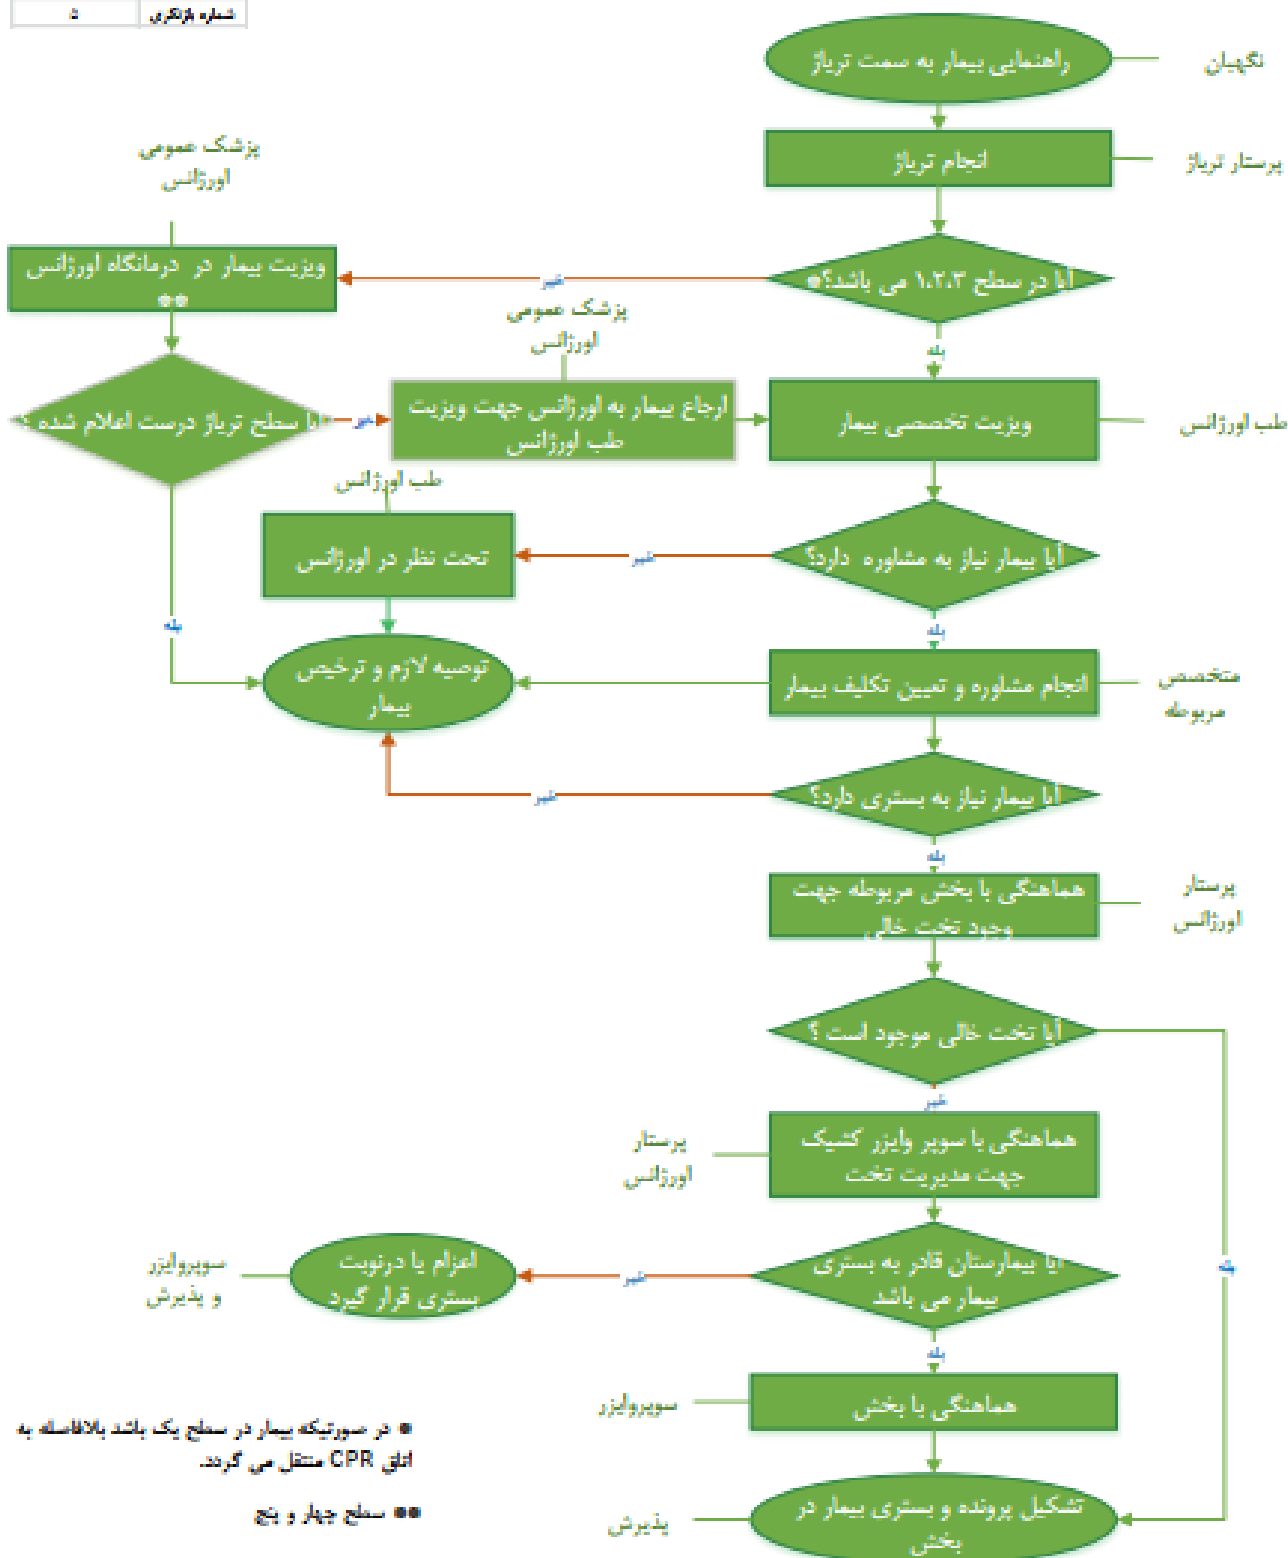 شماره بازنگری ۵
راهنمایی بیمار به سمت تریاژ
نگهبان
انجام تریاژ
پرستار تریاژ
آیا در سطح ۱،۲،۳ می باشد؟*
خیر
بله
پزشک عمومی
اورژانس
ویزیت بیمار در درمانگاه اورژانس
**
آیا سطح تریاژ درست اعلام شده ؟
خیر
بله
پزشک عمومی
اورژانس
ارجاع بیمار به اورژانس جهت ویزیت
طب اورژانس
ویزیت تخصصی بیمار
طب اورژانس
آیا بیمار نیاز به مشاوره دارد؟
خیر
بله
طب اورژانس
تحت نظر در اورژانس
توصیه لازم و ترخیص
بیمار
انجام مشاوره و تعیین تکلیف بیمار
متخصص
مربوطه
آیا بیمار نیاز به بستری دارد؟
خیر
بله
هماهنگی با بخش مربوطه جهت
وجود تخت خالی
پرستار
اورژانس
آیا تخت خالی موجود است ؟
خیر
بله
هماهنگی با سوپر وایزر کشیک
جهت مدیریت تخت
پرستار
اورژانس
آیا بیمارستان قادر به بستری
بیمار می باشد
خیر
بله
اعزام یا درنوبت
بستری قرار گیرد
سوپروایزر
و پذیرش
هماهنگی با بخش
سوپروایزر
تشکیل پرونده و بستری بیمار در
بخش
پذیرش
* در صورتیکه بیمار در سطح یک باشد بلافاصله به
اتاق CPR منتقل می گردد.
** سطح چهار و پنج